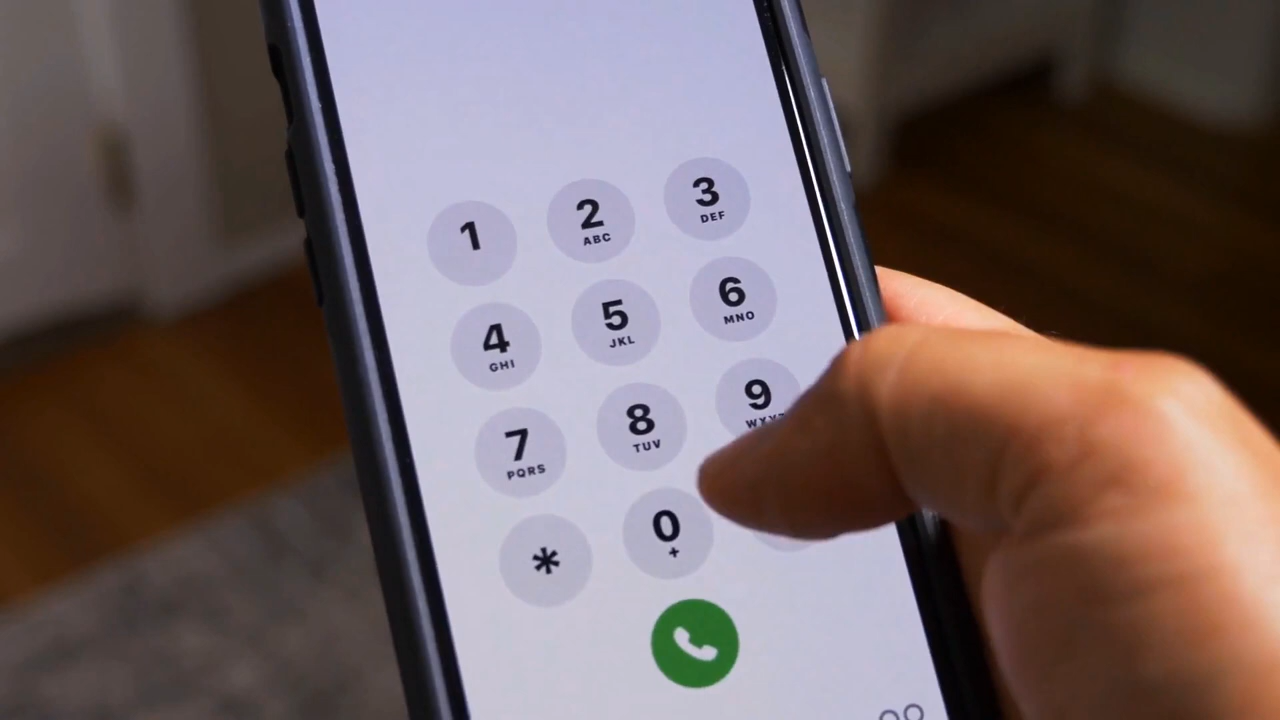 1 2 3
ABC DEF
4 5 6
GHI JKL MNO
7 8 9
PQRS TUV
* 0
+